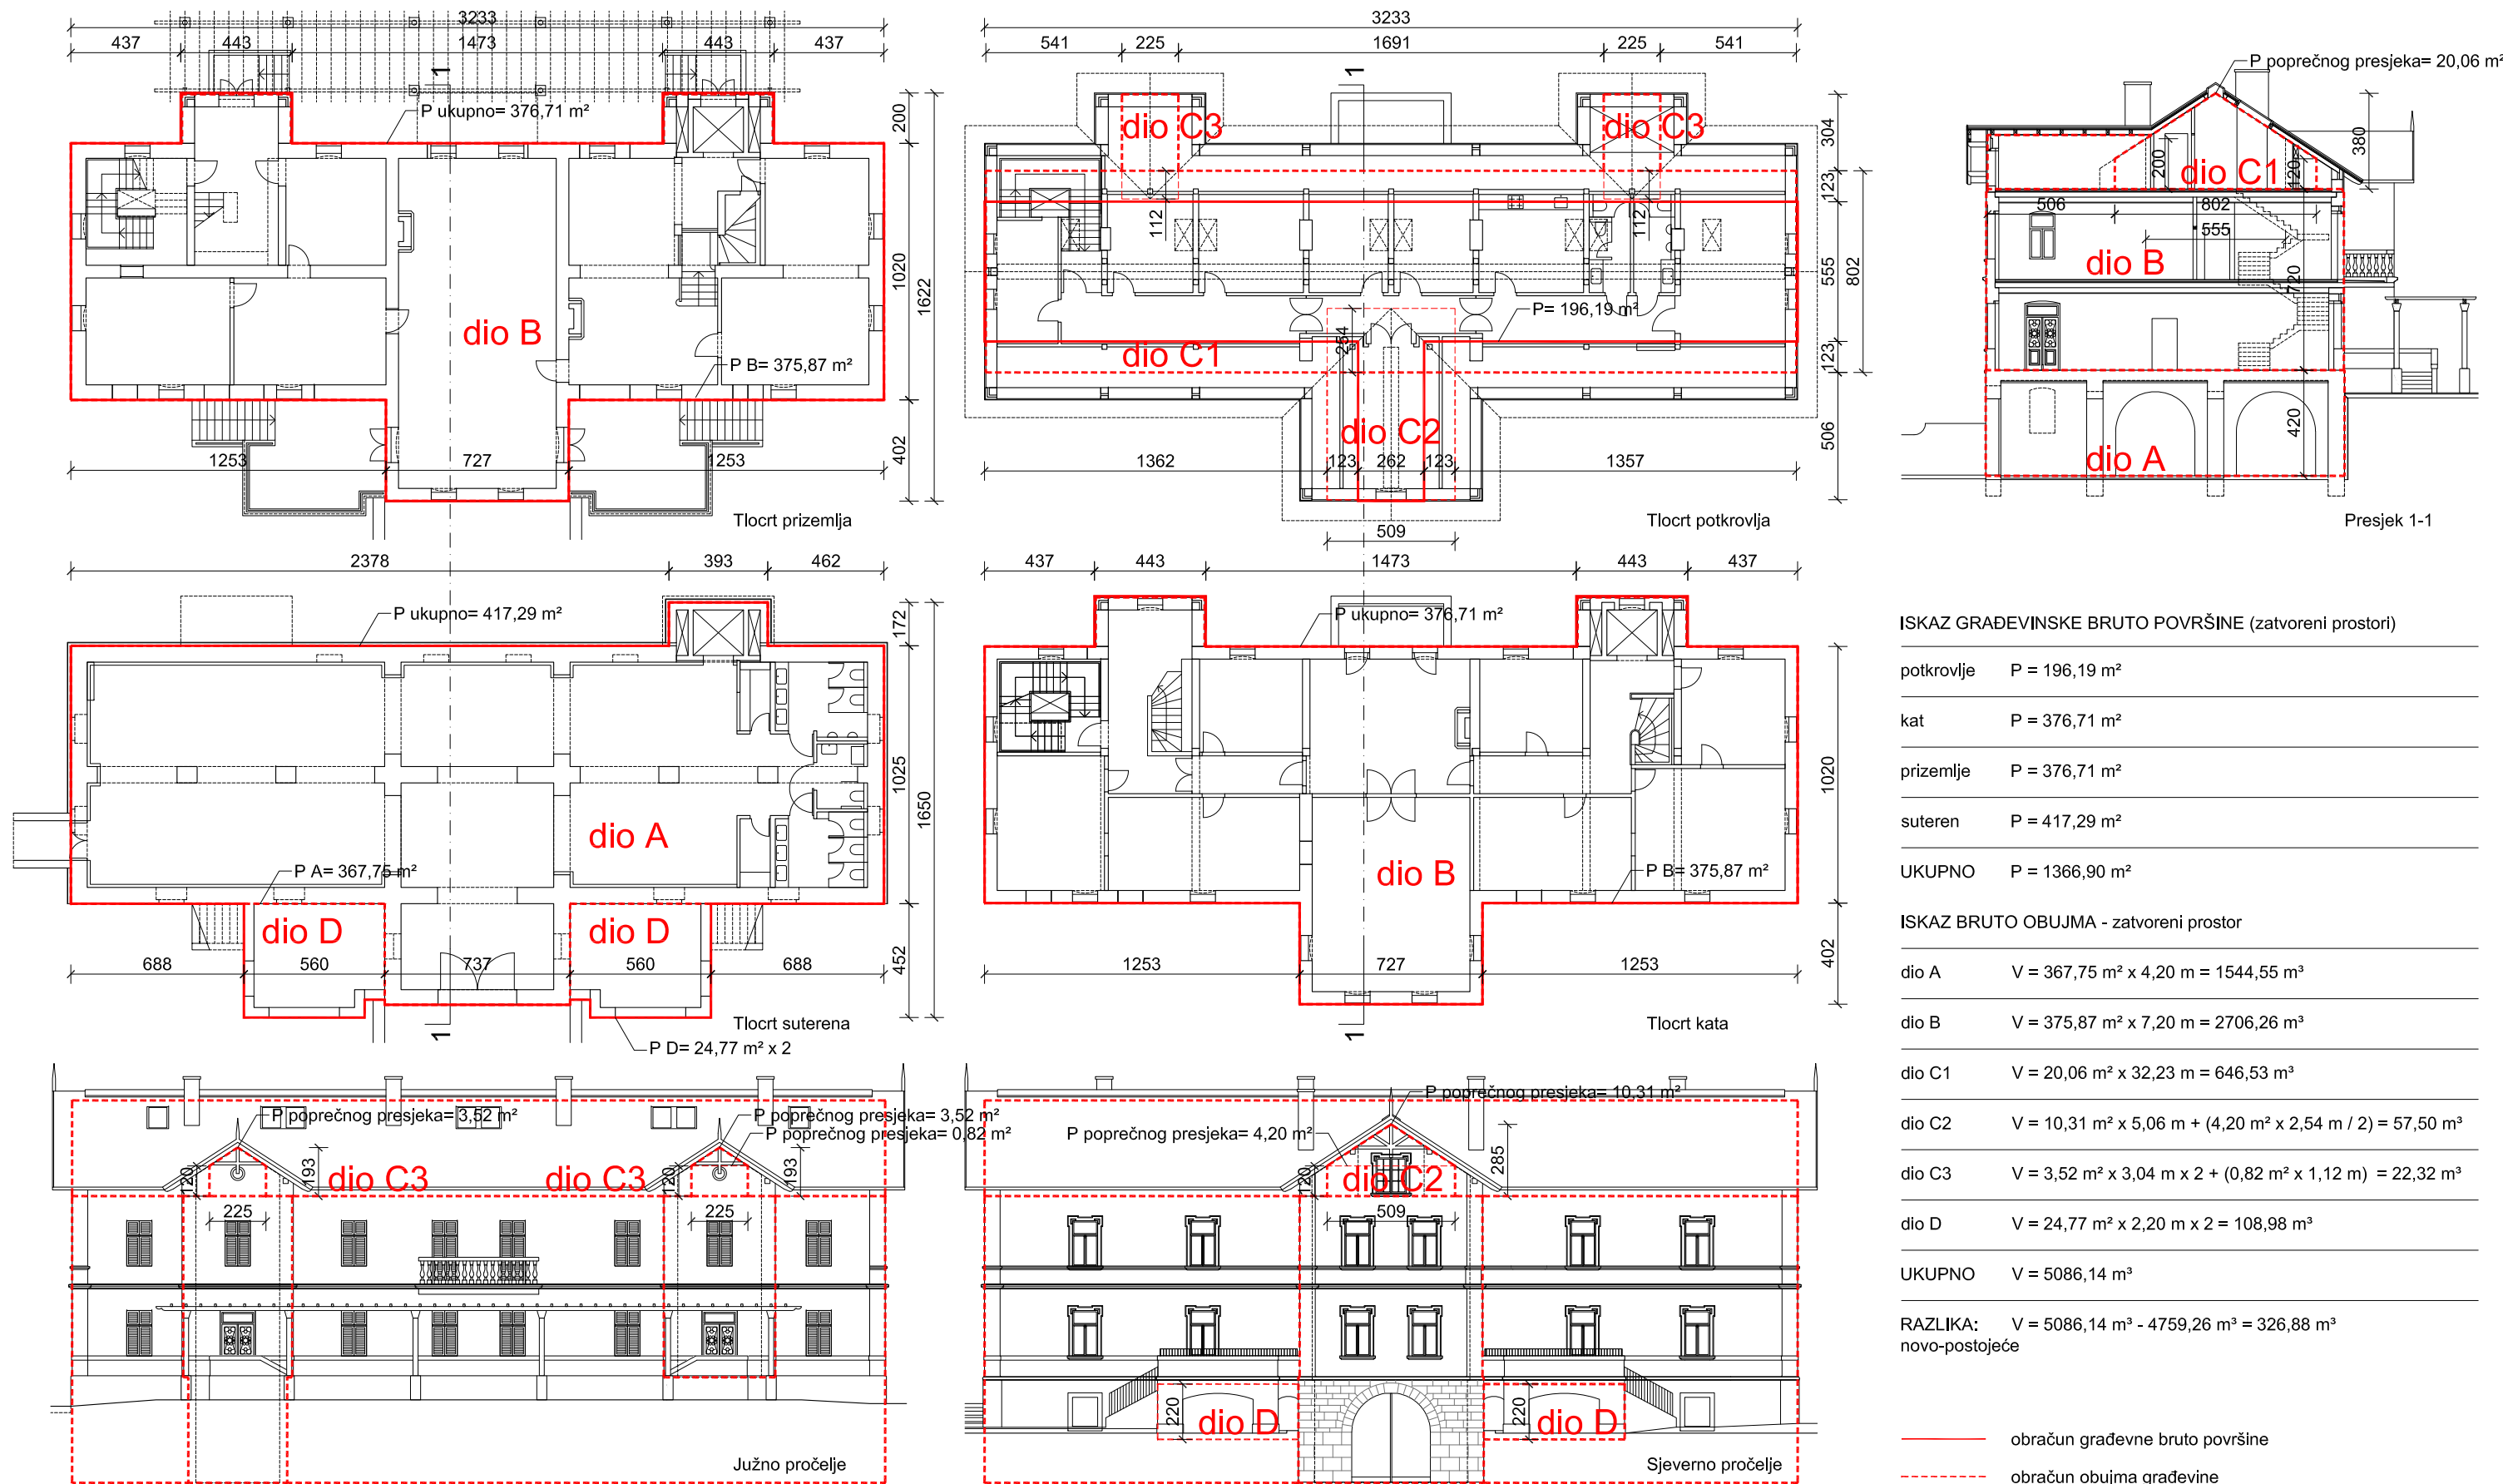 3233
437 443 1473 443 437
1
P ukupno= 376,71 m²
200
1020
1622
402
dio B
P B= 375,87 m²
1253 727 1253
Tlocrt prizemlja
3233
541 225 1691 225 541
1
dio C3 dio C3
304
123
112 112
555
802
P= 196,19 m²
254
dio C1
123
dio C2
506
1362 123 262 123 1357
509
Tlocrt potkrovlja
P poprečnog presjeka= 20,06 m²
380
200
120
dio C1
506 802
555
dio B
720
420
dio A
Presjek 1-1
2378 393 462
P ukupno= 417,29 m²
172
1025
1650
dio A
P A= 367,75 m²
dio D dio D
452
688 560 737 560 688
1
Tlocrt suterena
P D= 24,77 m² x 2
437 443 1473 443 437
P ukupno= 376,71 m²
1020
dio B
P B= 375,87 m²
402
1253 727 1253
1
Tlocrt kata
ISKAZ GRAĐEVINSKE BRUTO POVRŠINE (zatvoreni prostori)
potkrovlje P = 196,19 m²
kat P = 376,71 m²
prizemlje P = 376,71 m²
suteren P = 417,29 m²
UKUPNO P = 1366,90 m²
ISKAZ BRUTO OBUJMA - zatvoreni prostor
dio A V = 367,75 m² x 4,20 m = 1544,55 m³
dio B V = 375,87 m² x 7,20 m = 2706,26 m³
dio C1 V = 20,06 m² x 32,23 m = 646,53 m³
dio C2 V = 10,31 m² x 5,06 m + (4,20 m² x 2,54 m / 2) = 57,50 m³
dio C3 V = 3,52 m² x 3,04 m x 2 + (0,82 m² x 1,12 m) = 22,32 m³
dio D V = 24,77 m² x 2,20 m x 2 = 108,98 m³
UKUPNO V = 5086,14 m³
RAZLIKA: V = 5086,14 m³ - 4759,26 m³ = 326,88 m³
novo-postojeće
obračun građevne bruto površine
obračun obujma građevine
P poprečnog presjeka= 3,52 m²
P poprečnog presjeka= 3,52 m²
P poprečnog presjeka= 0,82 m²
120 193 120 193
dio C3 dio C3
225 225
Južno pročelje
P poprečnog presjeka= 10,31 m²
P poprečnog presjeka= 4,20 m²
285
120
dio C2
509
220 220
dio D dio D
Sjeverno pročelje